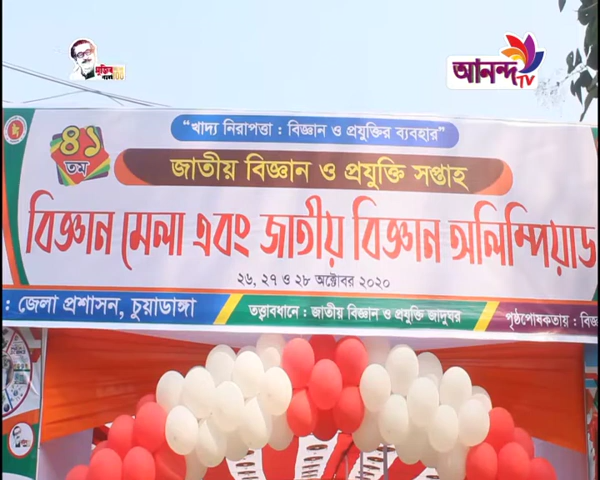 আনন্দ TV
"খাদ্য নিরাপত্তা : বিজ্ঞান ও প্রযুক্তির ব্যবহার"
৪১ তম
জাতীয় বিজ্ঞান ও প্রযুক্তি সপ্তাহ
বিজ্ঞান মেলা এবং জাতীয় বিজ্ঞান অলিম্পিয়াড
২৬, ২৭ ও ২৮ অক্টোবর ২০২০
: জেলা প্রশাসন, চুয়াডাঙ্গা
তত্ত্বাবধানে : জাতীয় বিজ্ঞান ও প্রযুক্তি জাদুঘর
পৃষ্ঠপোষকতায় : বিজ্ঞ